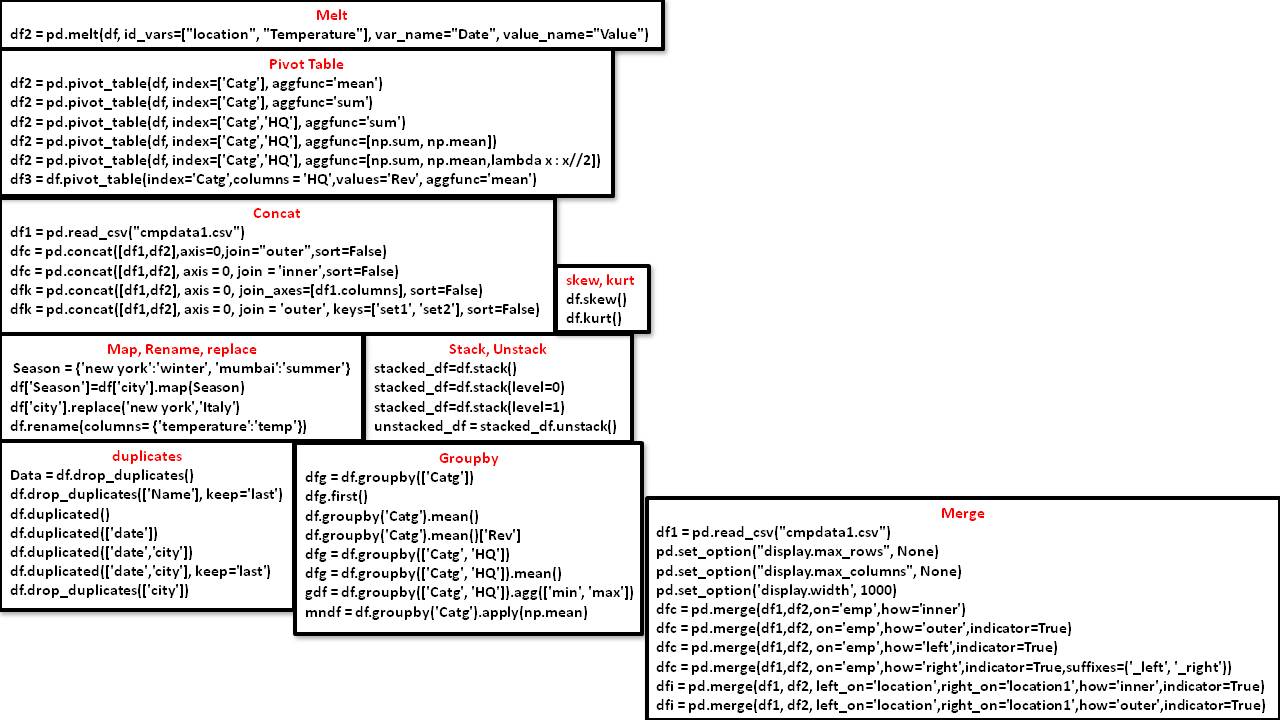 Melt
df2 = pd.melt(df, id_vars=["location", "Temperature"], var_name="Date", value_name="Value")
Pivot Table
df2 = pd.pivot_table(df, index=['Catg'], aggfunc='mean')
df2 = pd.pivot_table(df, index=['Catg'], aggfunc='sum')
df2 = pd.pivot_table(df, index=['Catg','HQ'], aggfunc='sum')
df2 = pd.pivot_table(df, index=['Catg','HQ'], aggfunc=[np.sum, np.mean])
df2 = pd.pivot_table(df, index=['Catg','HQ'], aggfunc=[np.sum, np.mean,lambda x : x//2])
df3 = df.pivot_table(index='Catg',columns = 'HQ',values='Rev', aggfunc='mean')
Concat
df1 = pd.read_csv("cmpdata1.csv")
dfc = pd.concat([df1,df2],axis=0,join="outer",sort=False)
dfc = pd.concat([df1,df2], axis = 0, join = 'inner',sort=False)
dfk = pd.concat([df1,df2], axis = 0, join_axes=[df1.columns], sort=False)
dfk = pd.concat([df1,df2], axis = 0, join = 'outer', keys=['set1', 'set2'], sort=False)
skew, kurt
df.skew()
df.kurt()
Map, Rename, replace
Season = {'new york':'winter', 'mumbai':'summer'}
df['Season']=df['city'].map(Season)
df['city'].replace('new york','Italy')
df.rename(columns= {'temperature':'temp'})
Stack, Unstack
stacked_df=df.stack()
stacked_df=df.stack(level=0)
stacked_df=df.stack(level=1)
unstacked_df = stacked_df.unstack()
duplicates
Data = df.drop_duplicates()
df.drop_duplicates(['Name'], keep='last')
df.duplicated()
df.duplicated(['date'])
df.duplicated(['date','city'])
df.duplicated(['date','city'], keep='last')
df.drop_duplicates(['city'])
Groupby
dfg = df.groupby(['Catg'])
dfg.first()
df.groupby('Catg').mean()
df.groupby('Catg').mean()['Rev']
dfg = df.groupby(['Catg', 'HQ'])
dfg = df.groupby(['Catg', 'HQ']).mean()
gdf = df.groupby(['Catg', 'HQ']).agg(['min', 'max'])
mndf = df.groupby('Catg').apply(np.mean)
Merge
df1 = pd.read_csv("cmpdata1.csv")
pd.set_option("display.max_rows", None)
pd.set_option("display.max_columns", None)
pd.set_option('display.width', 1000)
dfc = pd.merge(df1,df2,on='emp',how='inner')
dfc = pd.merge(df1,df2, on='emp',how='outer',indicator=True)
dfc = pd.merge(df1,df2, on='emp',how='left',indicator=True)
dfc = pd.merge(df1,df2, on='emp',how='right',indicator=True,suffixes=('_left', '_right'))
dfi = pd.merge(df1, df2, left_on='location',right_on='location1',how='inner',indicator=True)
dfi = pd.merge(df1, df2, left_on='location',right_on='location1',how='outer',indicator=True)